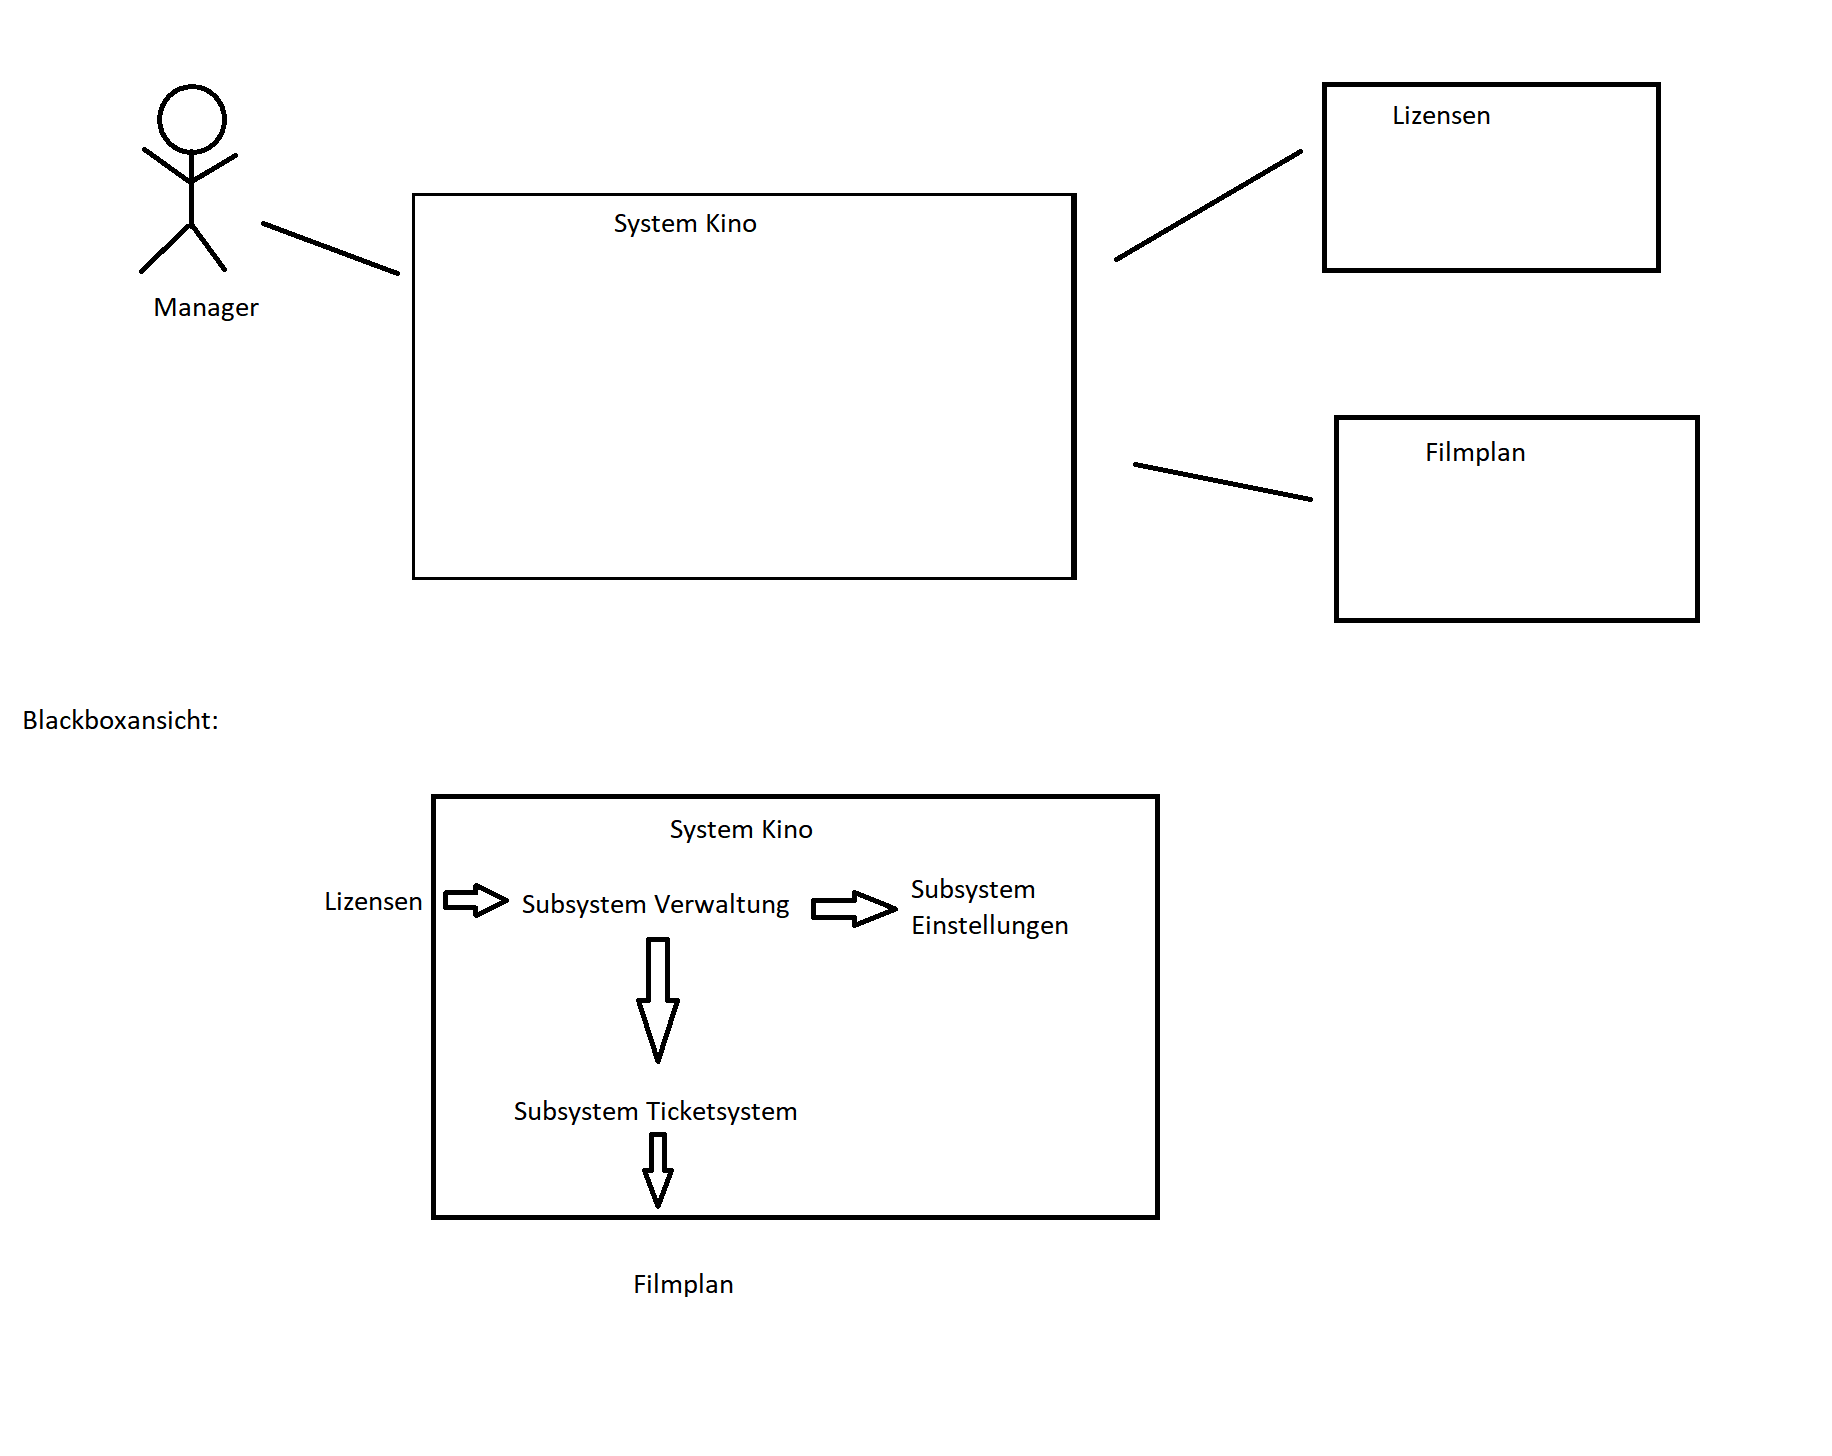 Lizensen
System Kino
Manager
Filmplan
Blackboxansicht:
System Kino
Lizensen
Subsystem Verwaltung
Subsystem
Einstellungen
Subsystem Ticketsystem
Filmplan